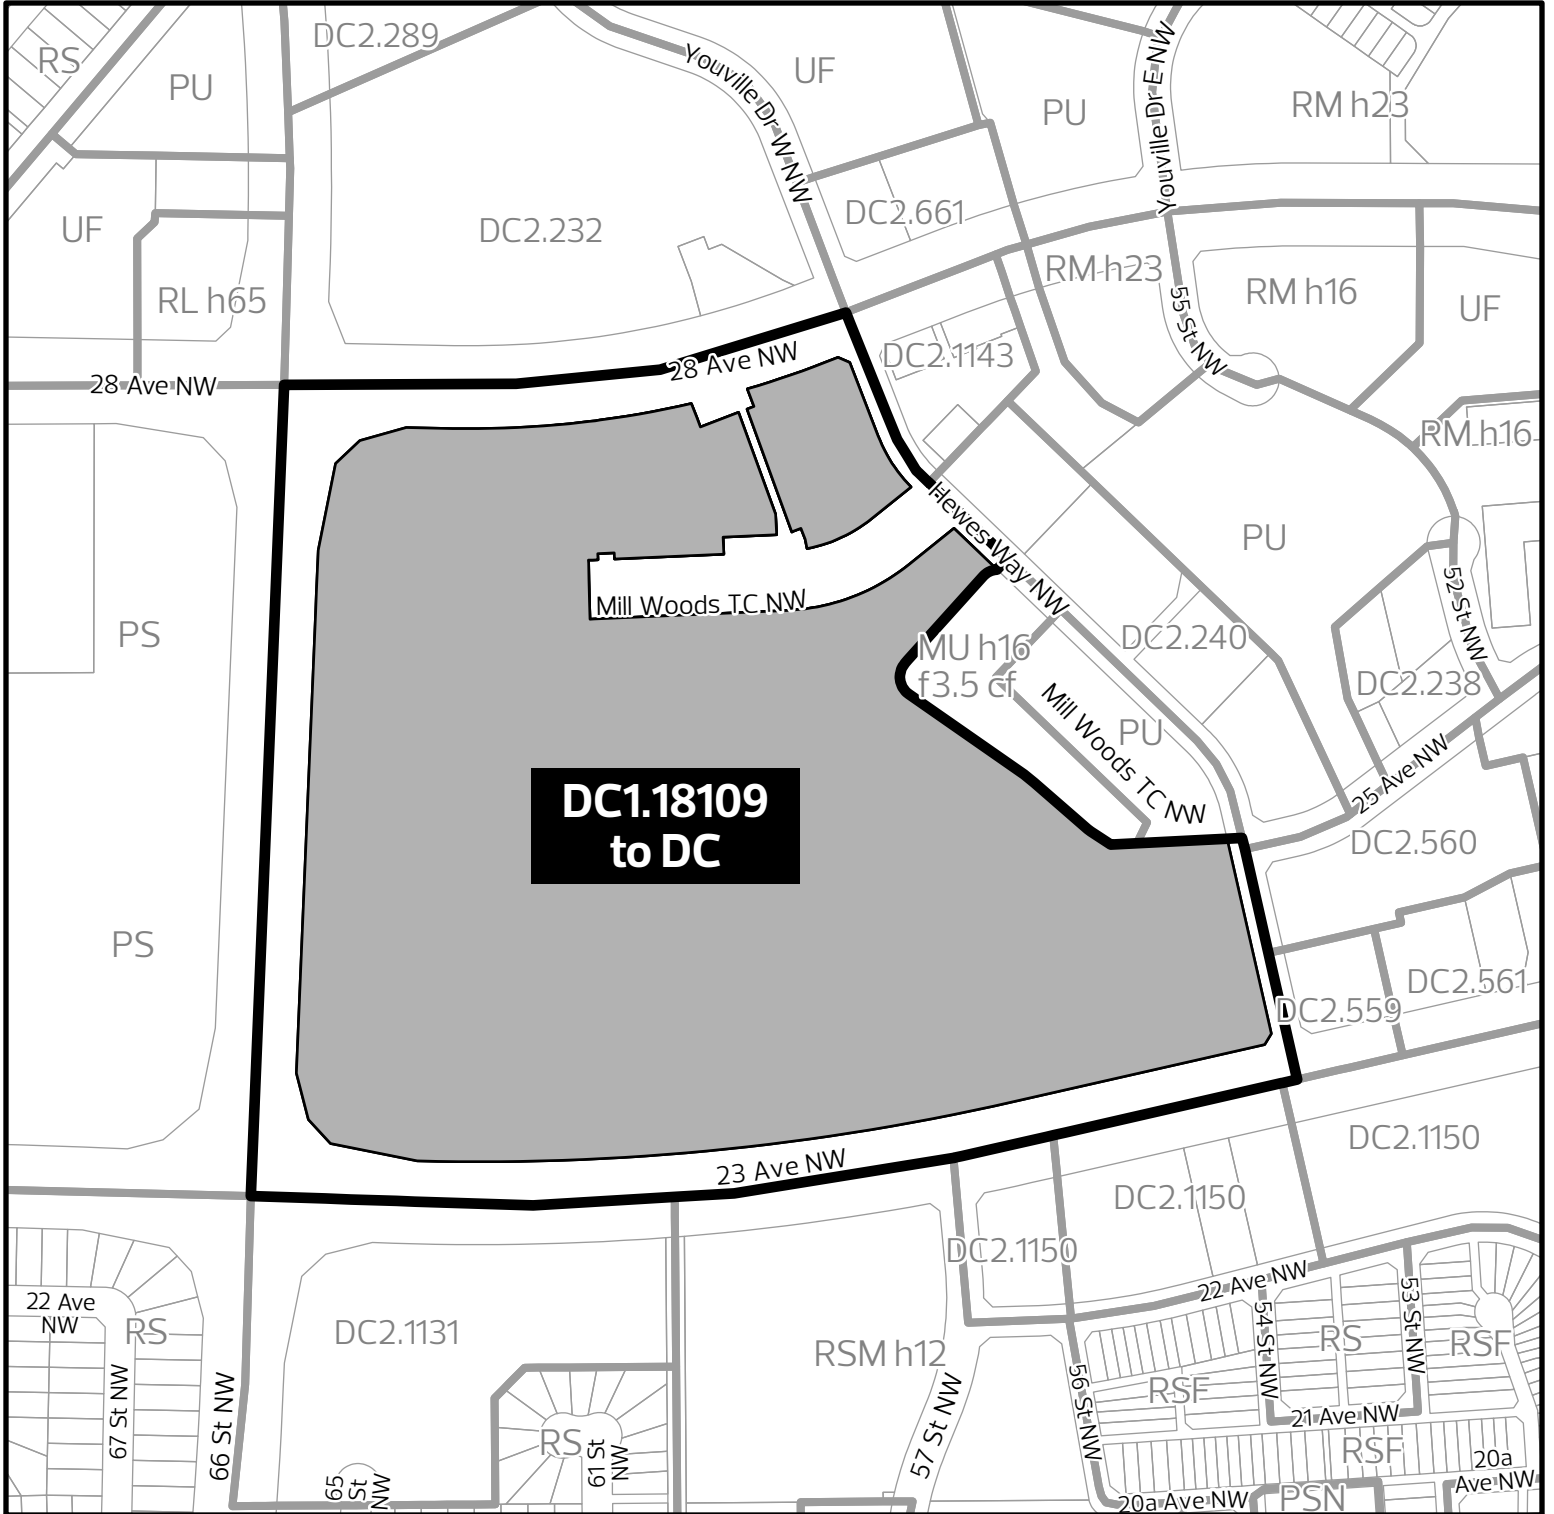 DC2.289
RS
PU
Youville Dr W NW
UF
PU
Youville Dr E NW
RM h23
UF
DC2.232
DC2.661
RL h65
RM h23
RM h16
UF
55 St NW
28 Ave NW
28 Ave NW
DC2.1143
RM h16
Hewes Way NW
PU
Mill Woods TC NW
PS
MU h16
f3.5 cf
DC2.240
52 St NW
DC2.238
Mill Woods TC NW
PU
25 Ave NW
DC1.18109
to DC
DC2.560
PS
DC2.561
DC2.559
23 Ave NW
DC2.1150
DC2.1150
DC2.1150
22 Ave NW
22 Ave
NW
RS
DC2.1131
RSM h12
54 St NW
RS
53 St NW
RSF
67 St NW
66 St NW
RSF
56 St NW
57 St NW
21 Ave NW
RS
61 St
NW
RSF
65
St
NW
20a
Ave NW
20a Ave NW
PSN